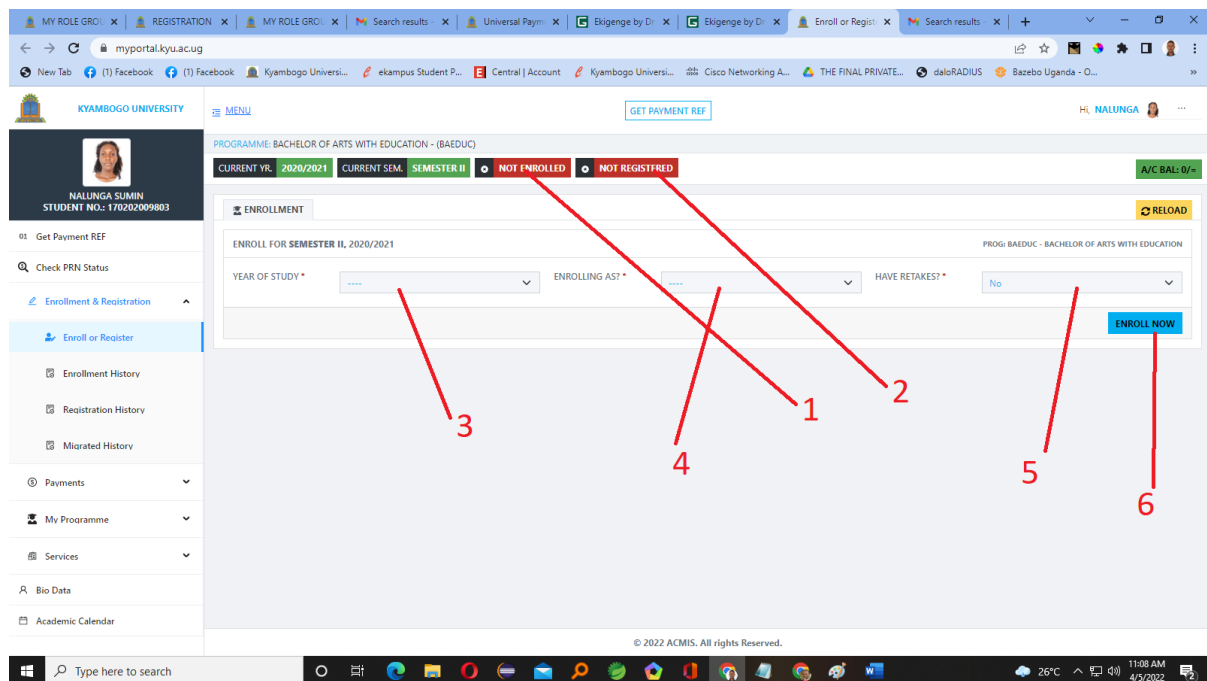 MY ROLE GROU
REGISTRATION
MY ROLE GROU
Search results -
Universal Payme
Ekigenge by Dr
Ekigenge by Dr
Enroll or Regist
Search results -
myportal.kyu.ac.ug
New Tab
(1) Facebook
(1) Facebook
Kyambogo Universi...
ekampus Student P...
Central | Account
Kyambogo Universi...
Cisco Networking A...
THE FINAL PRIVATE...
daloRADIUS
Bazebo Uganda - O...
»
KYAMBOGO UNIVERSITY
MENU
GET PAYMENT REF
Hi, NALUNGA
...
PROGRAMME: BACHELOR OF ARTS WITH EDUCATION - (BAEDUC)
CURRENT YR. 2020/2021 CURRENT SEM. SEMESTER II NOT ENROLLED NOT REGISTERED
A/C BAL: 0/=
NALUNGA SUMIN
STUDENT NO.: 170202009803
01 Get Payment REF
Check PRN Status
Enrollment & Registration
Enroll or Register
Enrollment History
Registration History
Migrated History
Payments
My Programme
Services
Bio Data
Academic Calendar
ENROLLMENT
RELOAD
ENROLL FOR SEMESTER II, 2020/2021
PROG: BAEDUC - BACHELOR OF ARTS WITH EDUCATION
YEAR OF STUDY * ----
ENROLLING AS? * ----
HAVE RETAKES? * No
ENROLL NOW
1
2
3
4
5
6
© 2022 ACMIS. All rights Reserved.
Type here to search
26°C
11:08 AM
4/5/2022
2